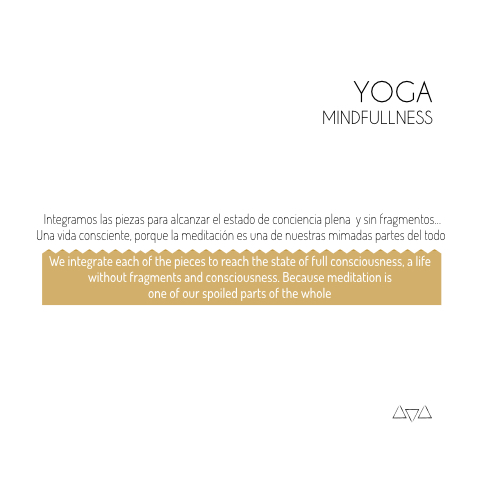 YOGA
MINDFULLNESS
Integramos las piezas para alcanzar el estado de conciencia plena y sin fragmentos...
Una vida consciente, porque la meditación es una de nuestras mimadas partes del todo
We integrate each of the pieces to reach the state of full consciousness, a life
without fragments and consciousness. Because meditation is
one of our spoiled parts of the whole